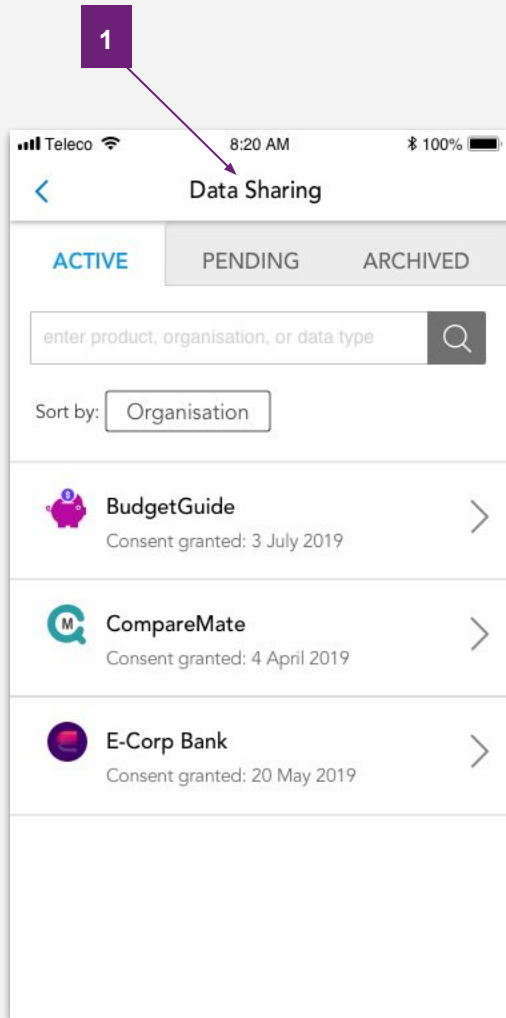 1
Teleco 8:20 AM 100%
Data Sharing
ACTIVE PENDING ARCHIVED
enter product, organisation, or data type
Sort by: Organisation
BudgetGuide
Consent granted: 3 July 2019
M
CompareMate
Consent granted: 4 April 2019
E-Corp Bank
Consent granted: 20 May 2019